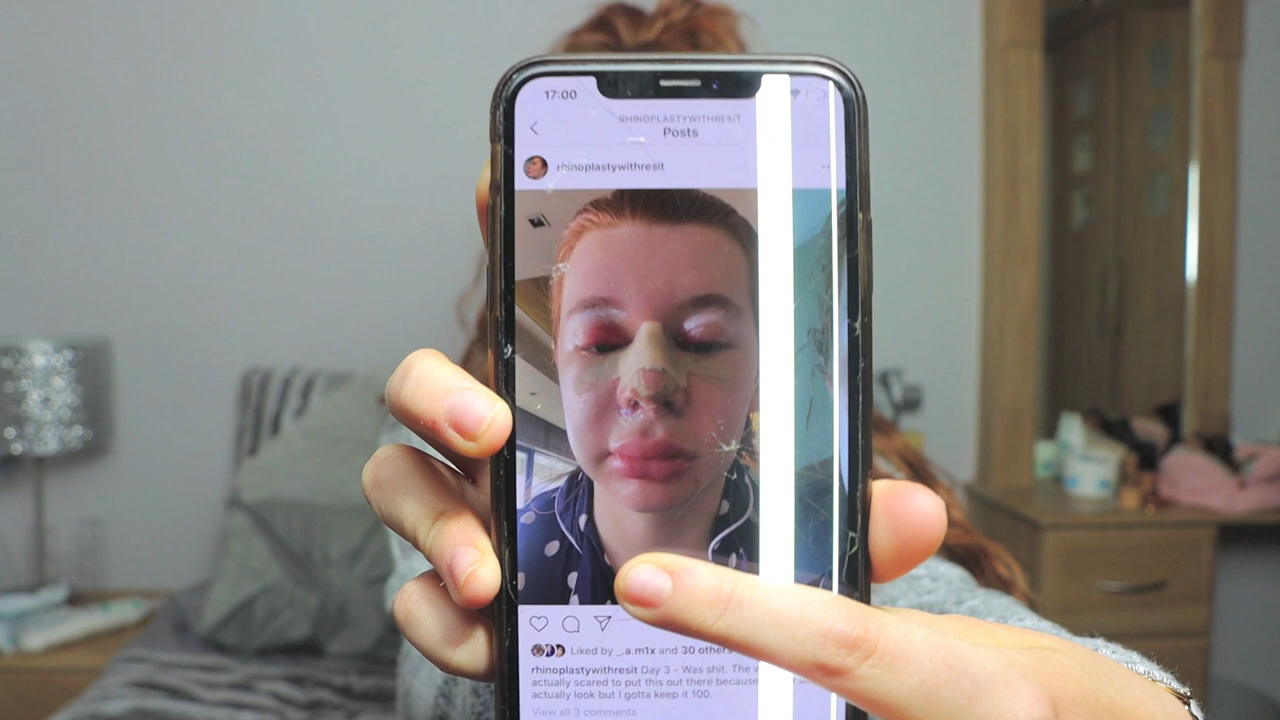 17:00
RHINOPLASTYWITHRESIT
Posts
rhinoplastywithresit
Liked by _.a.m1x and 30 others
rhinoplastywithresit Day 3 - Was shit. The
actually scared to put this out there because
actually look but I gotta keep it 100.
View all 3 comments